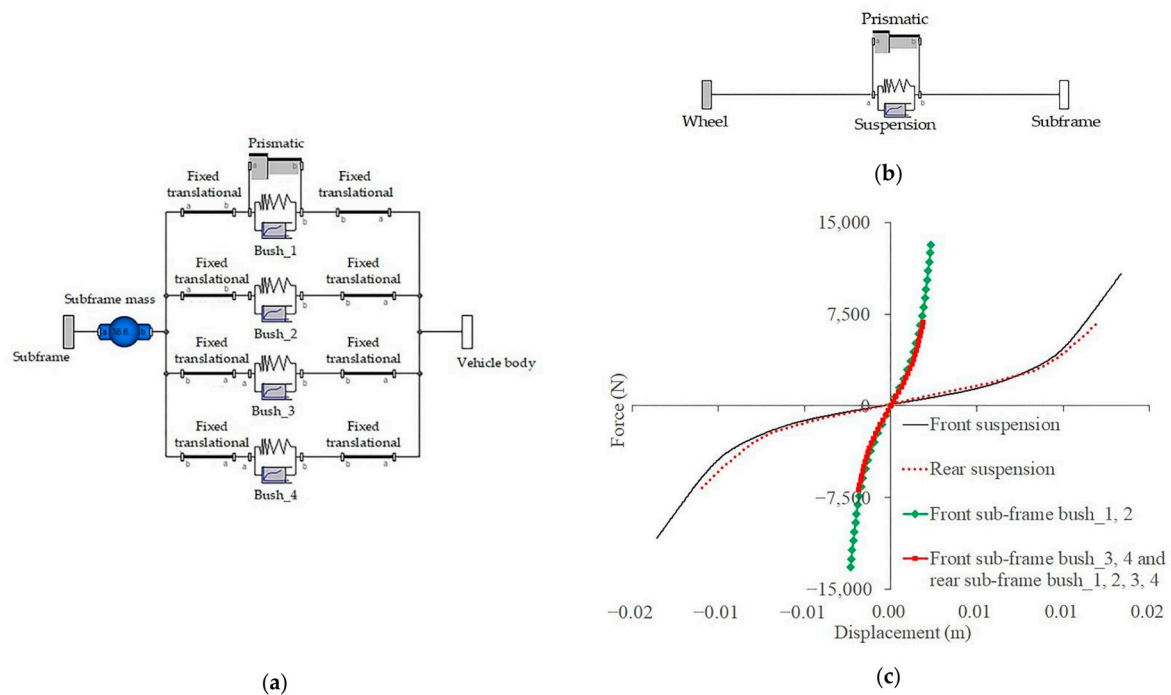 Prismatic
Fixed
translational
Fixed
translational
a
b
a
b
b
a
b
Bush_1
Fixed
translational
Fixed
translational
a
b
b
b
a
Bush_2
Subframe mass
a
38.6...
b
Subframe
Vehicle body
Fixed
translational
Fixed
translational
b
a
a
b
b
a
Bush_3
Fixed
translational
Fixed
translational
b
a
a
b
b
a
Bush_4
(a)
Prismatic
a
b
a
b
Wheel
Suspension
Subframe
(b)
15,000
7,500
0
−7,500
−15,000
Force (N)
Front suspension
Rear suspension
Front sub-frame bush_1, 2
Front sub-frame bush_3, 4 and
rear sub-frame bush_1, 2, 3, 4
−0.02
−0.01
−0.01
0.00
0.01
0.01
0.02
Displacement (m)
(c)